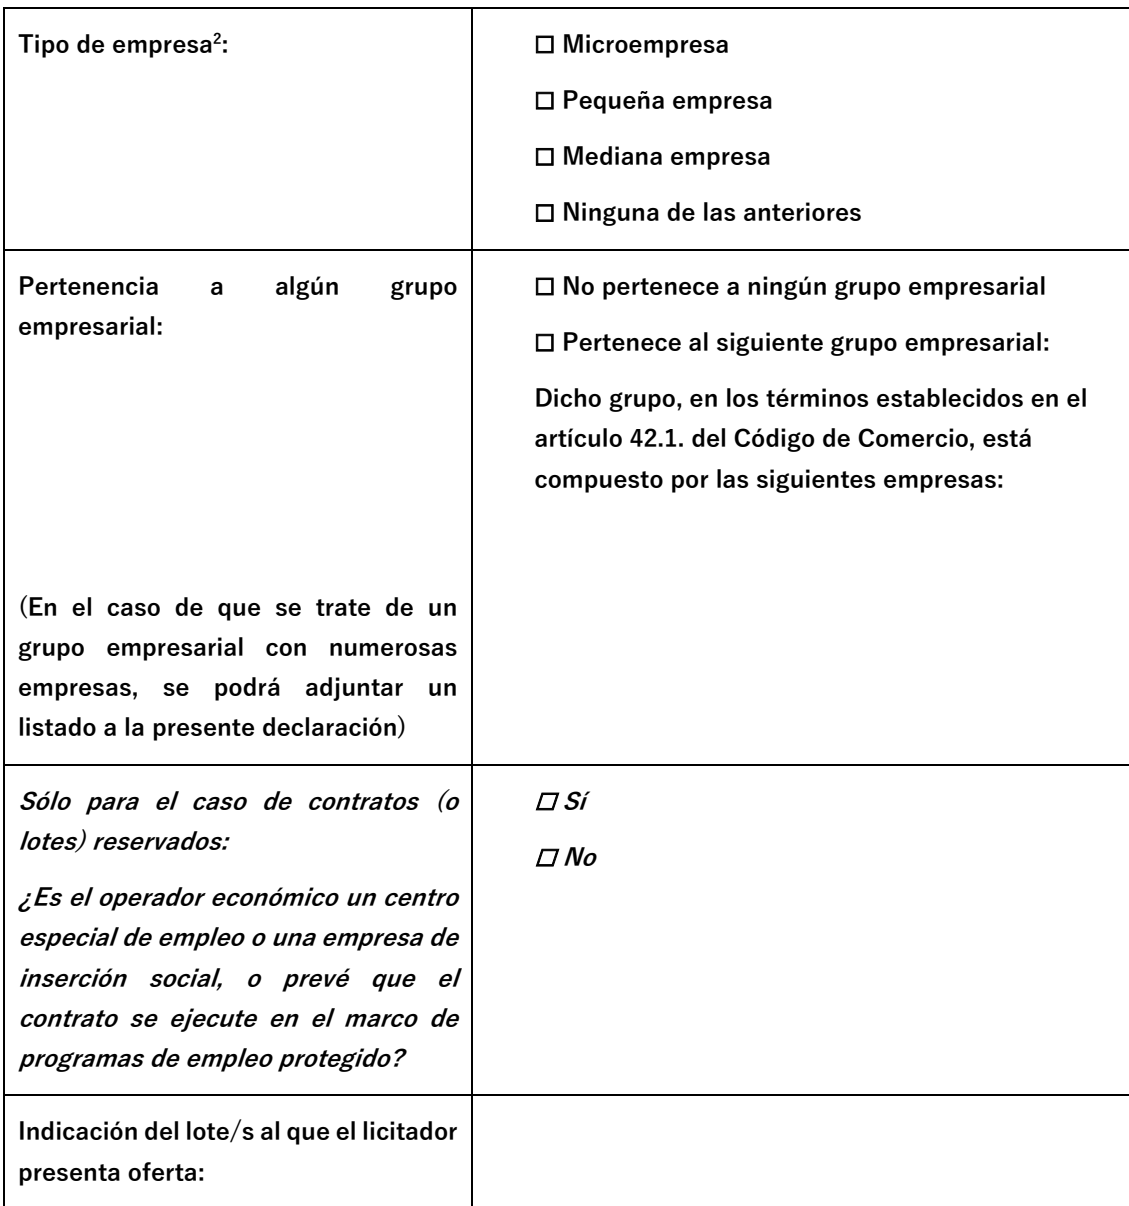 Tipo de empresa²:
☐ Microempresa
☐ Pequeña empresa
☐ Mediana empresa
☐ Ninguna de las anteriores
Pertenencia a algún grupo
empresarial:
(En el caso de que se trate de un
grupo empresarial con numerosas
empresas, se podrá adjuntar un
listado a la presente declaración)
☐ No pertenece a ningún grupo empresarial
☐ Pertenece al siguiente grupo empresarial:
Dicho grupo, en los términos establecidos en el
artículo 42.1. del Código de Comercio, está
compuesto por las siguientes empresas:
Sólo para el caso de contratos (o
lotes) reservados:
¿Es el operador económico un centro
especial de empleo o una empresa de
inserción social, o prevé que el
contrato se ejecute en el marco de
programas de empleo protegido?
☐ Sí
☐ No
Indicación del lote/s al que el licitador
presenta oferta: